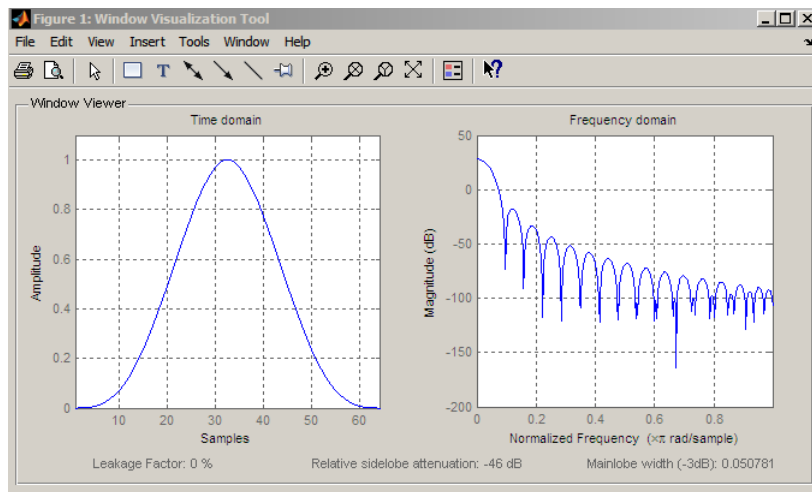 Figure 1: Window Visualization Tool
File Edit View Insert Tools Window Help
Window Viewer
Time domain
1
0.8
0.6
0.4
0.2
0
10 20 30 40 50 60
Amplitude
Samples
Frequency domain
50
0
-50
-100
-150
-200
0 0.2 0.4 0.6 0.8
Magnitude (dB)
Normalized Frequency (×π rad/sample)
Leakage Factor: 0 % Relative sidelobe attenuation: -46 dB Mainlobe width (-3dB): 0.050781